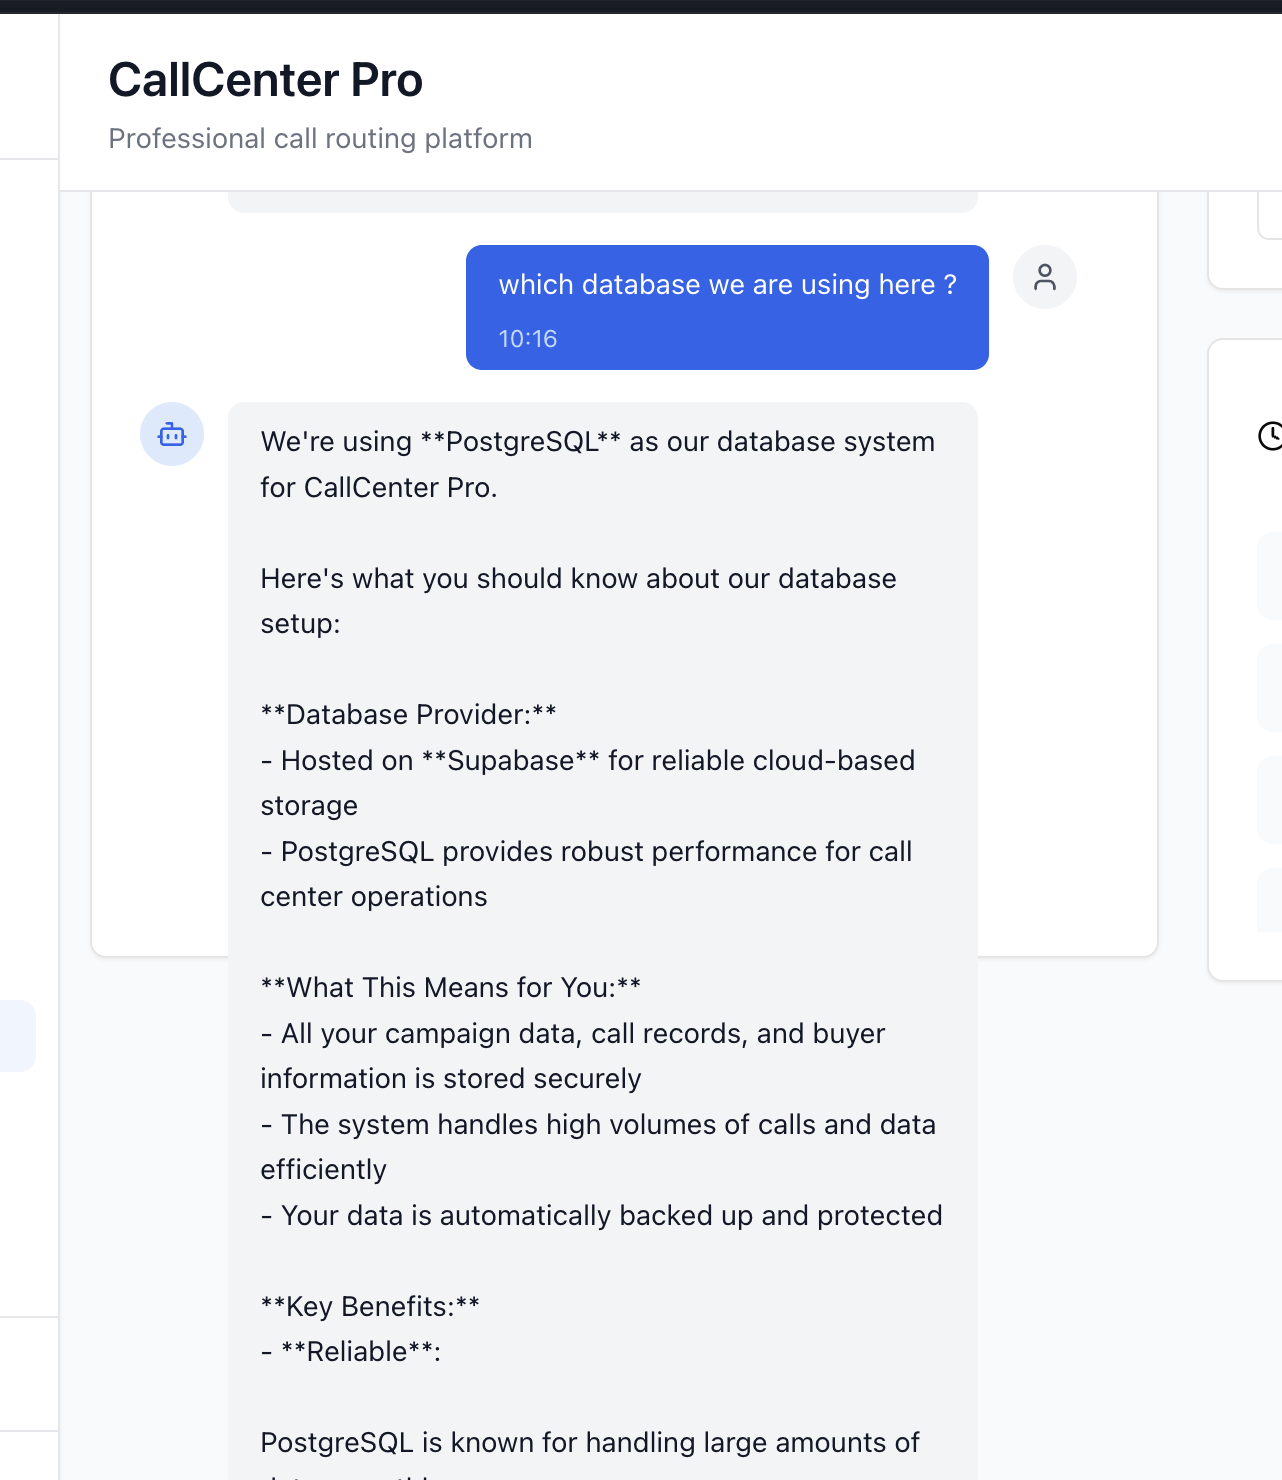 CallCenter Pro
Professional call routing platform
which database we are using here ?
10:16
We're using **PostgreSQL** as our database system
for CallCenter Pro.
Here's what you should know about our database
setup:
**Database Provider:**
- Hosted on **Supabase** for reliable cloud-based
storage
- PostgreSQL provides robust performance for call
center operations
**What This Means for You:**
- All your campaign data, call records, and buyer
information is stored securely
- The system handles high volumes of calls and data
efficiently
- Your data is automatically backed up and protected
**Key Benefits:**
- **Reliable**:
PostgreSQL is known for handling large amounts of